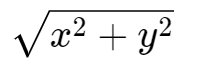 √(x² + y²)